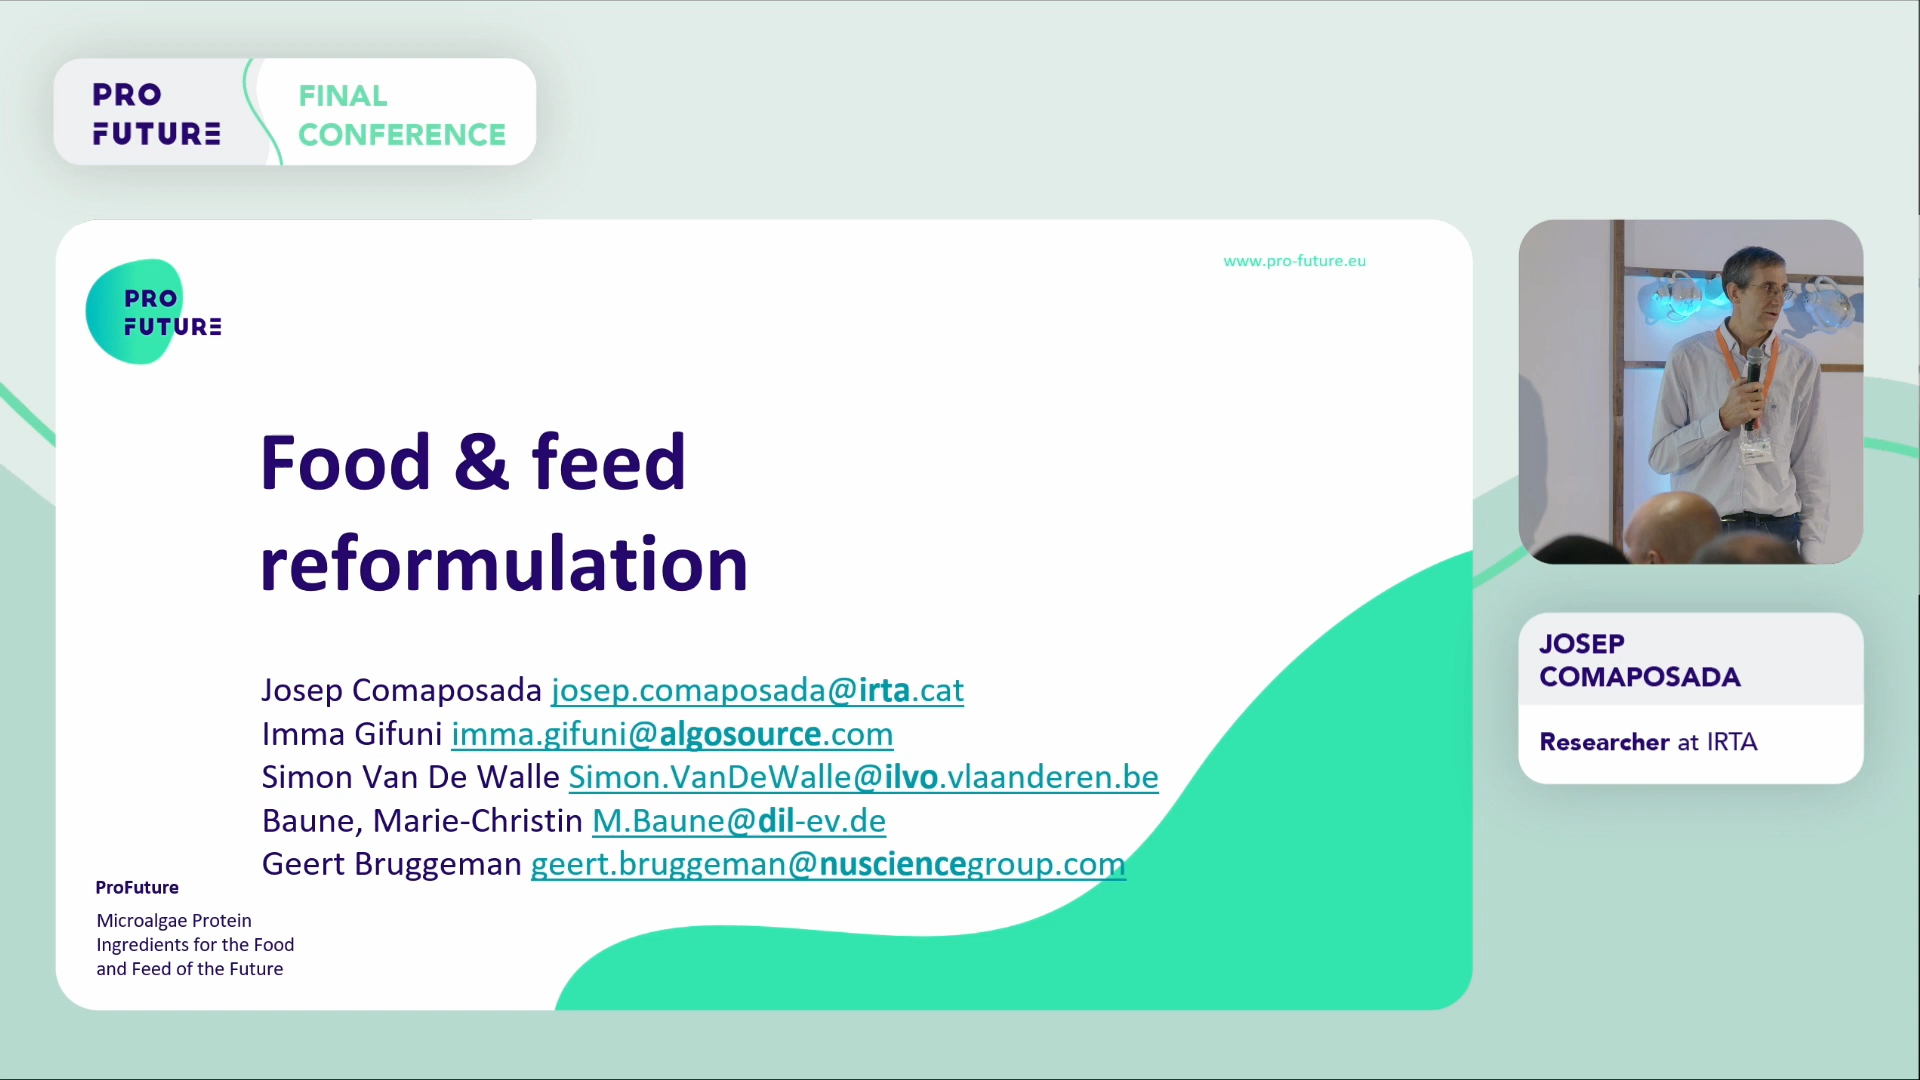 PRO
FUTURE
FINAL
CONFERENCE
www.pro-future.eu
PRO
FUTURE
Food & feed
reformulation
Josep Comaposada josep.comaposada@irta.cat
Imma Gifuni imma.gifuni@algosource.com
Simon Van De Walle Simon.VanDeWalle@ilvo.vlaanderen.be
Baune, Marie-Christin M.Baune@dil-ev.de
Geert Bruggeman geert.bruggeman@nusciencegroup.com
ProFuture
Microalgae Protein
Ingredients for the Food
and Feed of the Future
JOSEP
COMAPOSADA
Researcher at IRTA